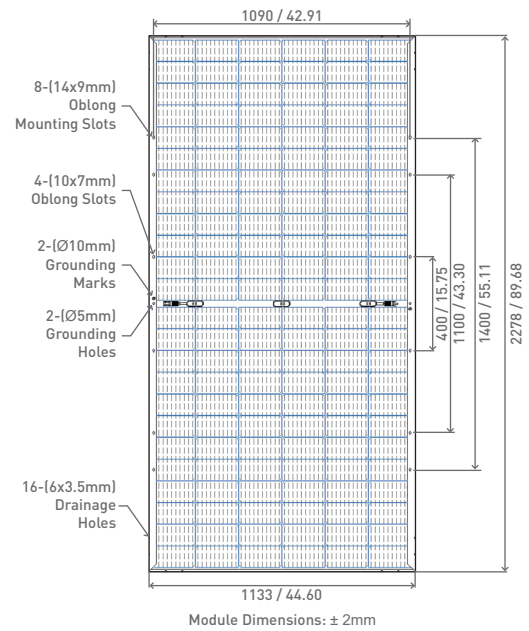 1090 / 42.91
8-(14x9mm)
Oblong
Mounting Slots
4-(10x7mm)
Oblong Slots
2-(Ø10mm)
Grounding
Marks
2-(Ø5mm)
Grounding
Holes
16-(6x3.5mm)
Drainage
Holes
400 / 15.75
1100 / 43.30
1400 / 55.11
2278 / 89.68
1133 / 44.60
Module Dimensions: ± 2mm